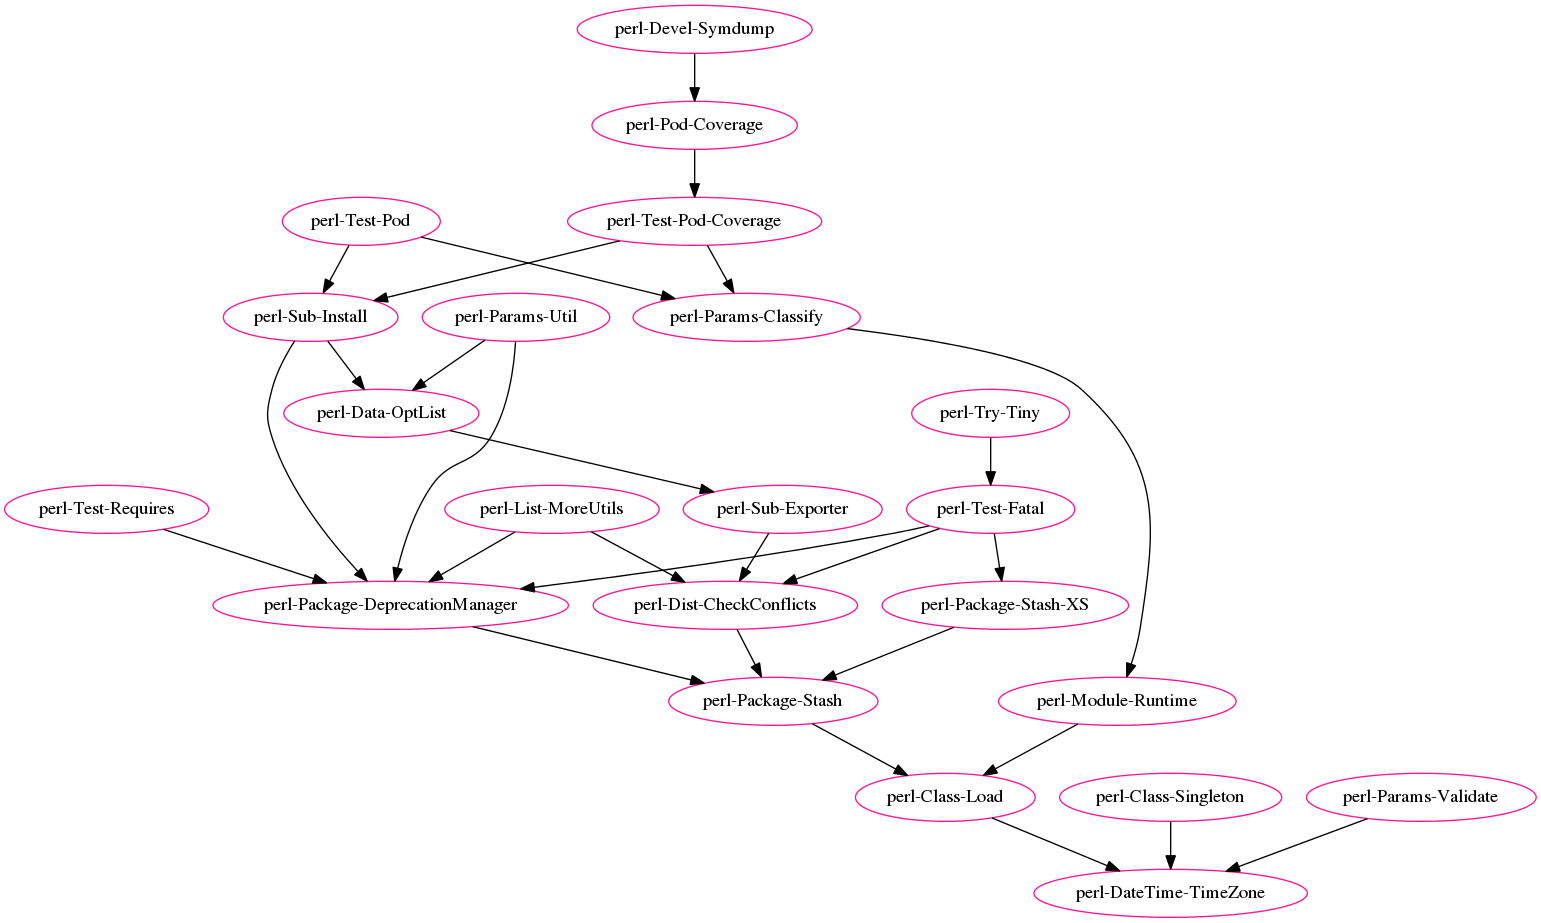 perl-Devel-Symdump
perl-Pod-Coverage
perl-Test-Pod
perl-Test-Pod-Coverage
perl-Sub-Install
perl-Params-Util
perl-Params-Classify
perl-Data-OptList
perl-Try-Tiny
perl-Test-Requires
perl-List-MoreUtils
perl-Sub-Exporter
perl-Test-Fatal
perl-Package-DeprecationManager
perl-Dist-CheckConflicts
perl-Package-Stash-XS
perl-Package-Stash
perl-Module-Runtime
perl-Class-Load
perl-Class-Singleton
perl-Params-Validate
perl-DateTime-TimeZone